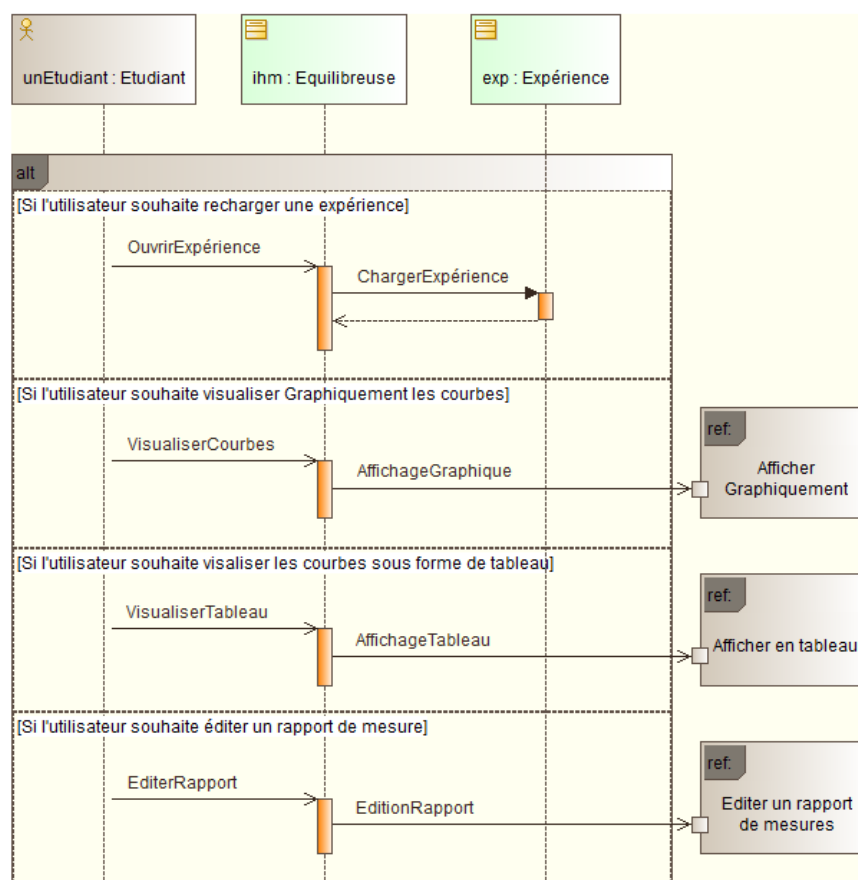 unEtudiant : Etudiant
ihm : Equilibreuse
exp : Expérience
alt
[Si l'utilisateur souhaite recharger une expérience]
OuvrirExpérience
ChargerExpérience
[Si l'utilisateur souhaite visualiser Graphiquement les courbes]
ref:
VisualiserCourbes
AffichageGraphique
Afficher
Graphiquement
[Si l'utilisateur souhaite visaliser les courbes sous forme de tableau]
ref:
VisualiserTableau
AffichageTableau
Afficher en tableau
[Si l'utilisateur souhaite éditer un rapport de mesure]
ref:
EditerRapport
EditionRapport
Editer un rapport
de mesures